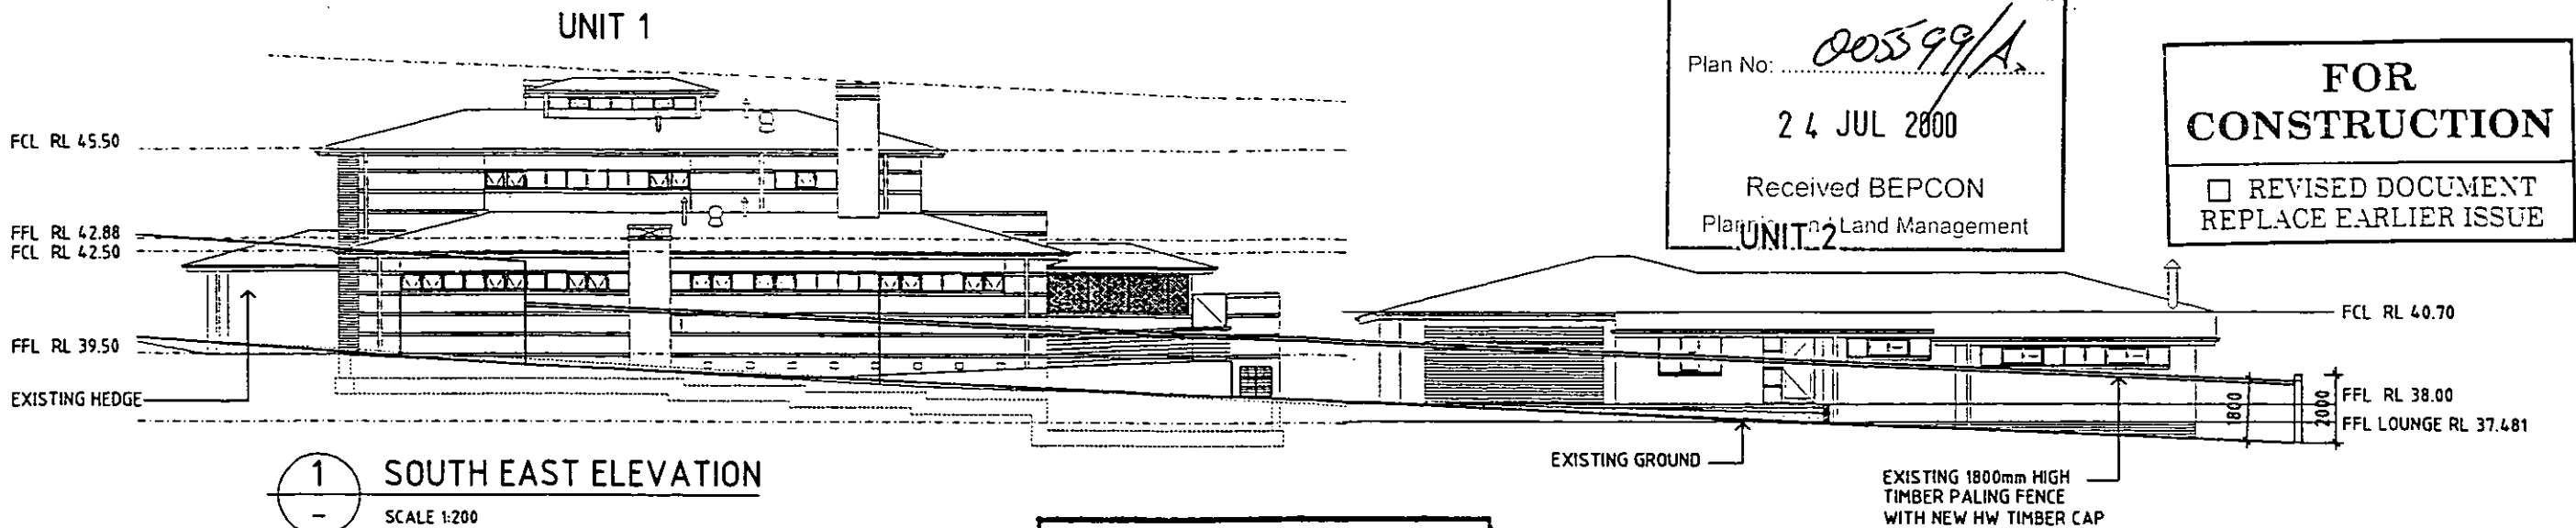 UNIT 1
Plan No: 005599/A.
24 JUL 2000
Received BEPCON
Planning and Land Management
FOR
CONSTRUCTION
☐ REVISED DOCUMENT
REPLACE EARLIER ISSUE
UNIT 2
FCL RL 45.50
FFL RL 42.88
FCL RL 42.50
FFL RL 39.50
EXISTING HEDGE
FCL RL 40.70
FFL RL 38.00
FFL LOUNGE RL 37.481
1800
2000
EXISTING GROUND
EXISTING 1800mm HIGH
TIMBER PALING FENCE
WITH NEW HW TIMBER CAP
1
-
SOUTH EAST ELEVATION
SCALE 1:200